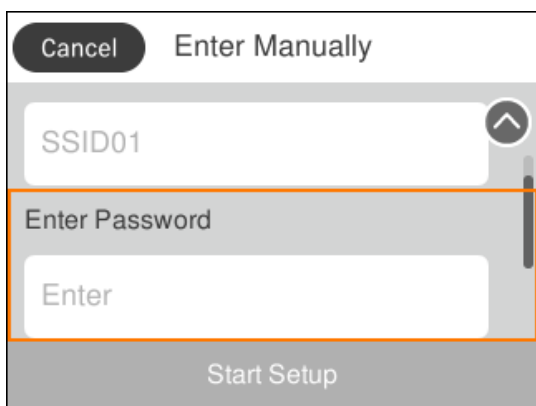 Cancel Enter Manually
SSID01
Enter Password
Enter
Start Setup